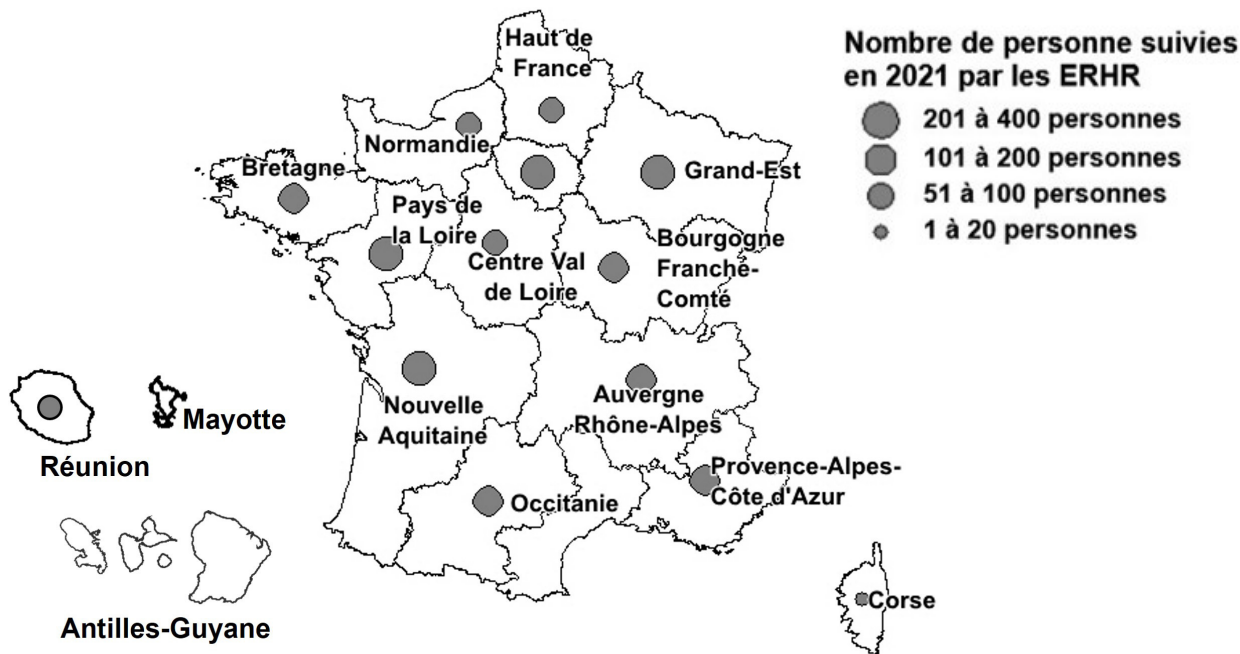 Haut de
France
Nombre de personne suivies
en 2021 par les ERHR
201 à 400 personnes
101 à 200 personnes
51 à 100 personnes
1 à 20 personnes
Normandie
Bretagne
Grand-Est
Pays de
la Loire
Centre Val
de Loire
Bourgogne
Franche-
Comté
Nouvelle
Aquitaine
Auvergne
Rhône-Alpes
Mayotte
Réunion
Provence-Alpes-
Côte d'Azur
Occitanie
Antilles-Guyane
Corse